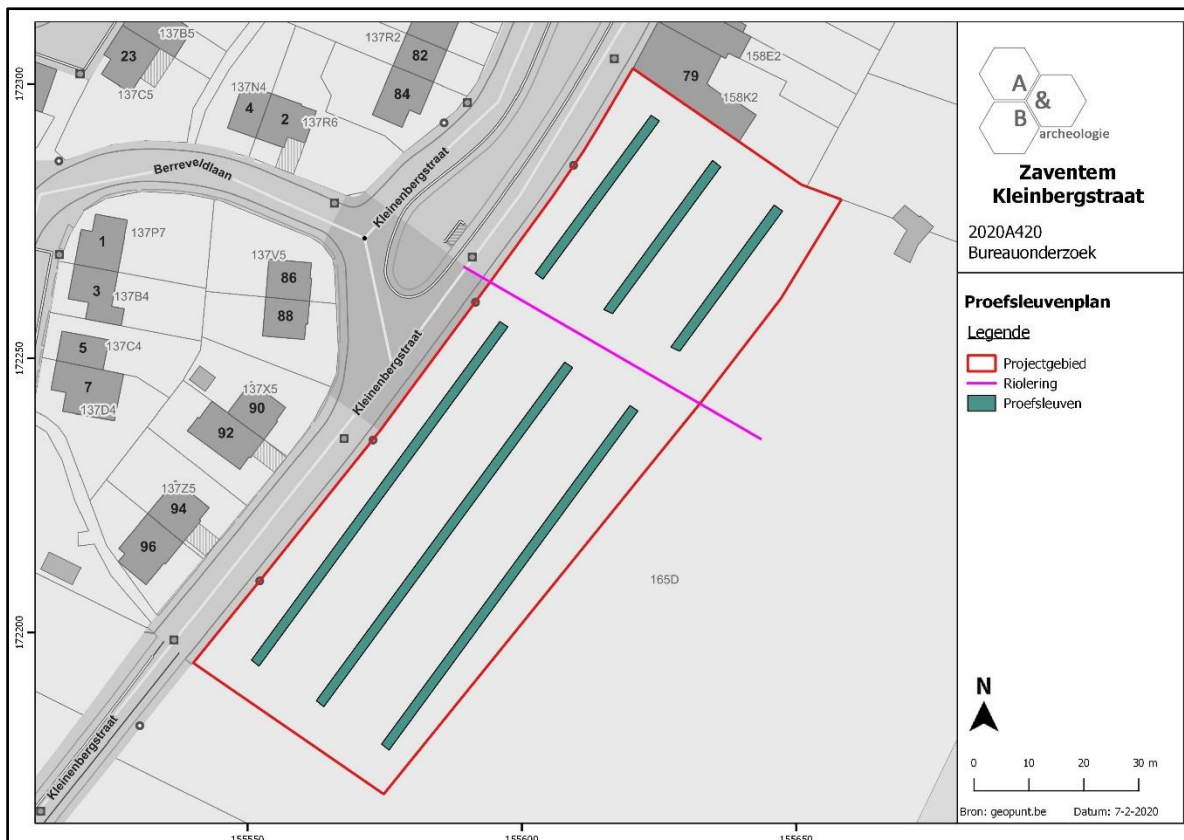 137B5
23
137C5
137R2
82
84
137N4
4
2
137R6
158E2
79
158K2
172300
Berreveldlaan
Kleinenbergstraat
1
137P7
3
137B4
137V5
86
88
5
137C4
7
137D4
172250
Kleinenbergstraat
137X5
90
92
137Z5
94
96
165D
172200
Kleinenbergstraat
155550
155600
155650
A
&
B
archeologie
Zaventem
Kleinbergstraat
2020A420
Bureauonderzoek
Proefsleuvenplan
Legende
Projectgebied
Riolering
Proefsleuven
N
0 10 20 30 m
Bron: geopunt.be Datum: 7-2-2020